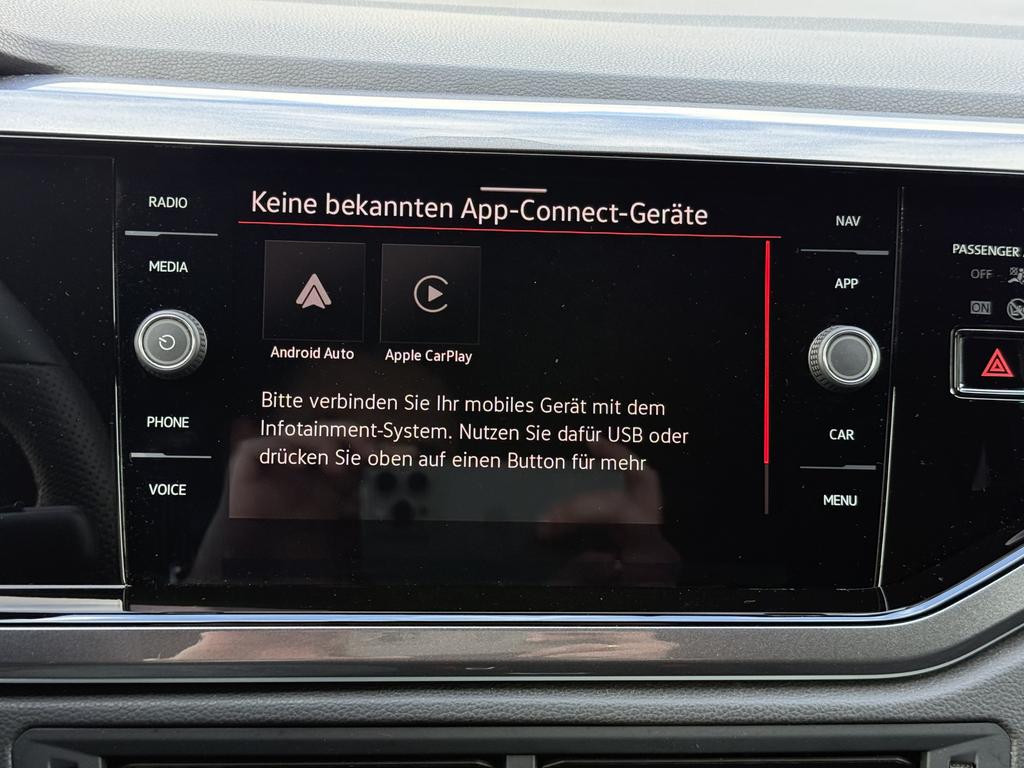 RADIO
MEDIA
PHONE
VOICE
Keine bekannten App-Connect-Geräte
Android Auto
Apple CarPlay
Bitte verbinden Sie Ihr mobiles Gerät mit dem
Infotainment-System. Nutzen Sie dafür USB oder
drücken Sie oben auf einen Button für mehr
NAV
APP
CAR
MENU
PASSENGER
OFF
ON